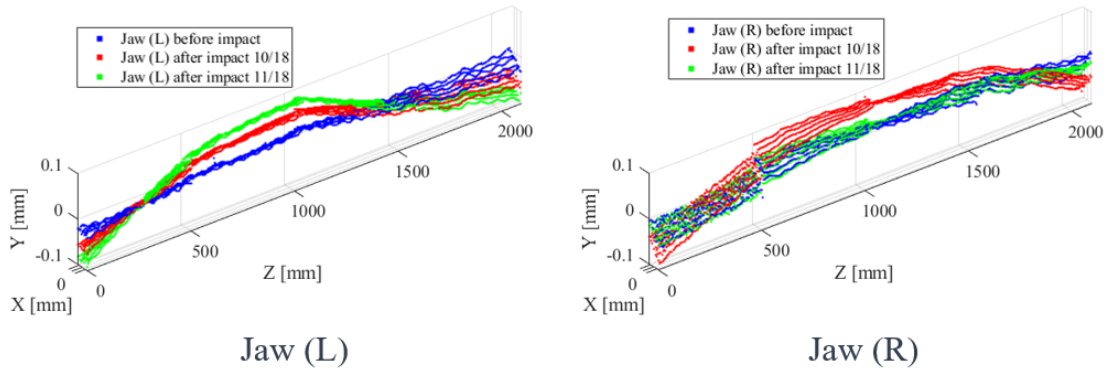 Jaw (L) before impact
Jaw (L) after impact 10/18
Jaw (L) after impact 11/18
0.1
0
-0.1
Y [mm]
0
X [mm]
0
500
1000
1500
2000
Z [mm]
Jaw (L)
Jaw (R) before impact
Jaw (R) after impact 10/18
Jaw (R) after impact 11/18
0.1
0
-0.1
Y [mm]
0
X [mm]
0
500
1000
1500
2000
Z [mm]
Jaw (R)